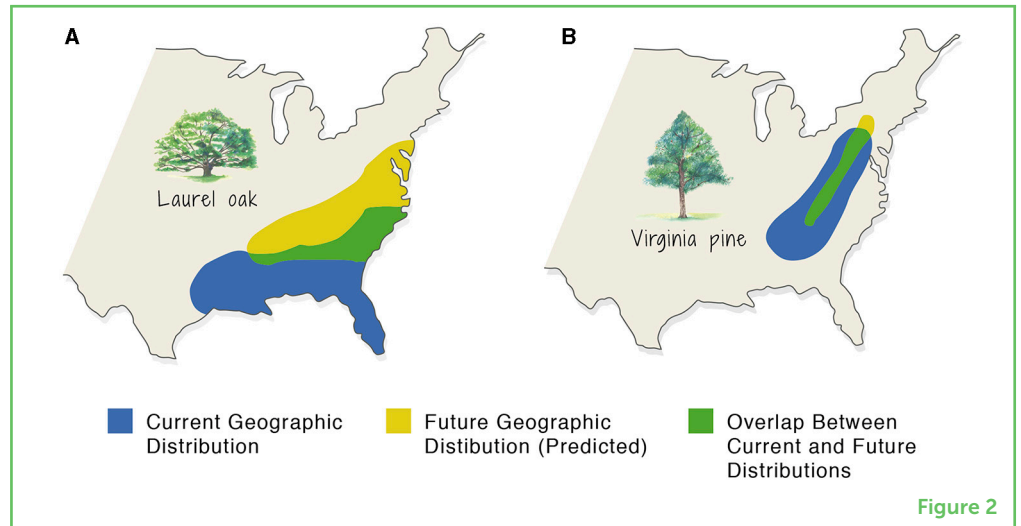 A
B
Laurel oak
Virginia pine
Current Geographic
Distribution
Future Geographic
Distibution (Predicted)
Overlap Between
Current and Future
Distributions
Figure 2